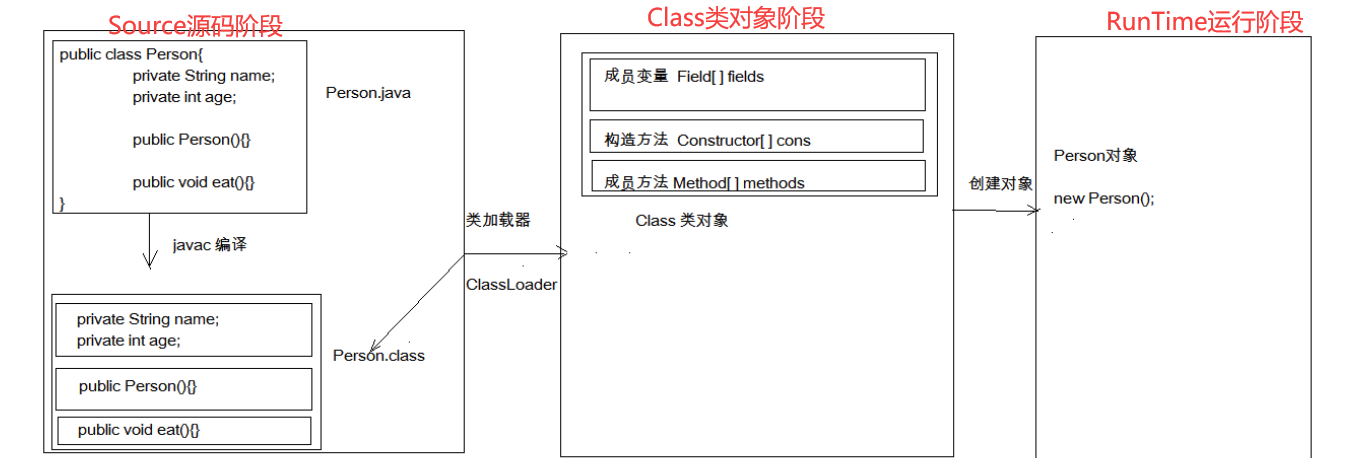 Source源码阶段
public class Person{
private String name;
private int age;
public Person(){}
public void eat(){}
}
Person.java
javac 编译
private String name;
private int age;
public Person(){}
public void eat(){}
Person.class
类加载器
ClassLoader
Class类对象阶段
成员变量 Field[ ] fields
构造方法 Constructor[ ] cons
成员方法 Method[ ] methods
Class 类对象
创建对象
RunTime运行阶段
Person对象
new Person();